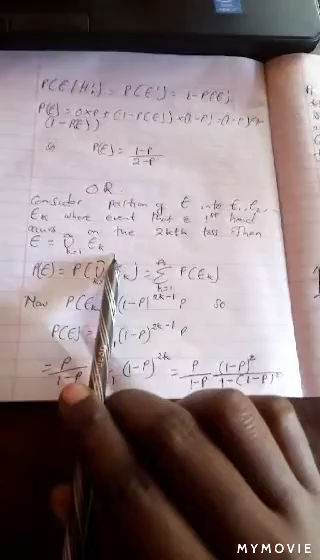 P(E/H₁ᶜ) = P(Eᶜ) = 1-P(E)
P(E) = 0×P + (1-P(E)) × (1-P) = (1-P)
(1-P(E))
so P(E) = 1-P / 2-P
OR
Consider partition of E into E₁, E₂..
Ek where event that 1st head
occurs on the 2kth toss. Then
E = Ek
P(E) = P( ) = Σ P(Ek)
Now P(Ek (1-P)^2k-1 P so
P(E) = (1-P)^2k-1 P
= P / 1-P (1-P)^2k = P / 1-P (1-P)² / 1-(1-P)²
MYMOVIE